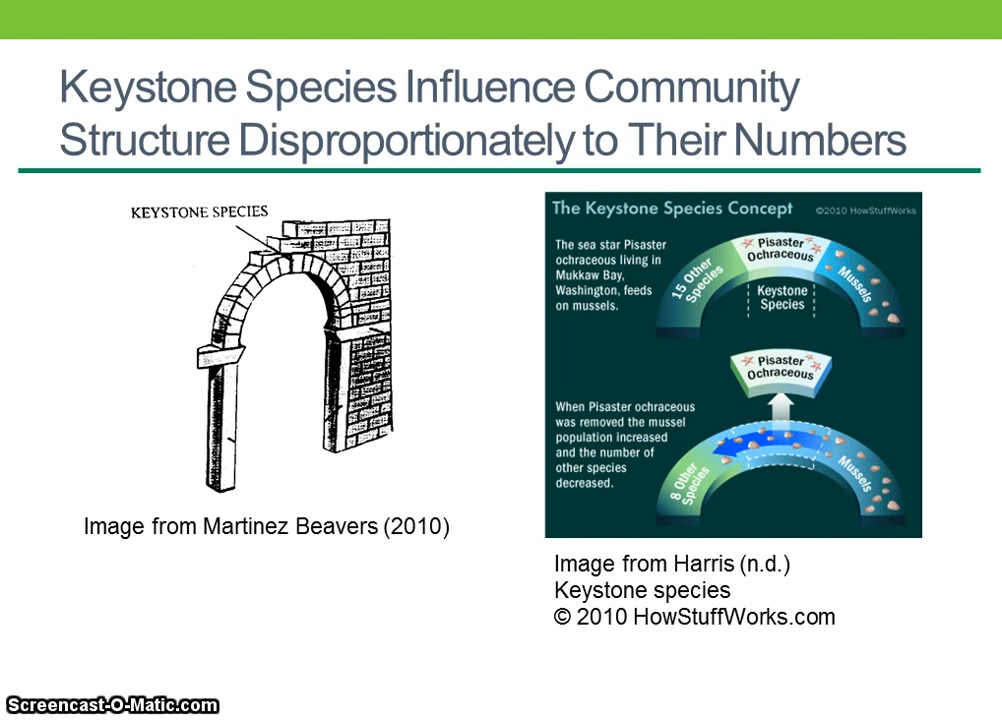 Keystone Species Influence Community
Structure Disproportionately to Their Numbers
KEYSTONE SPECIES
Image from Martinez Beavers (2010)
The Keystone Species Concept
©2010 HowStuffWorks
The sea star Pisaster
ochraceous living in
Mukkaw Bay,
Washington, feeds
on mussels.
15 Other
Species
Pisaster
Ochraceous
Mussels
Keystone
Species
Pisaster
Ochraceous
When Pisaster ochraceous
was removed the mussel
population increased
and the number of
other species
decreased.
8 Other
Species
Mussels
Image from Harris (n.d.)
Keystone species
© 2010 HowStuffWorks.com
Screencast-O-Matic.com